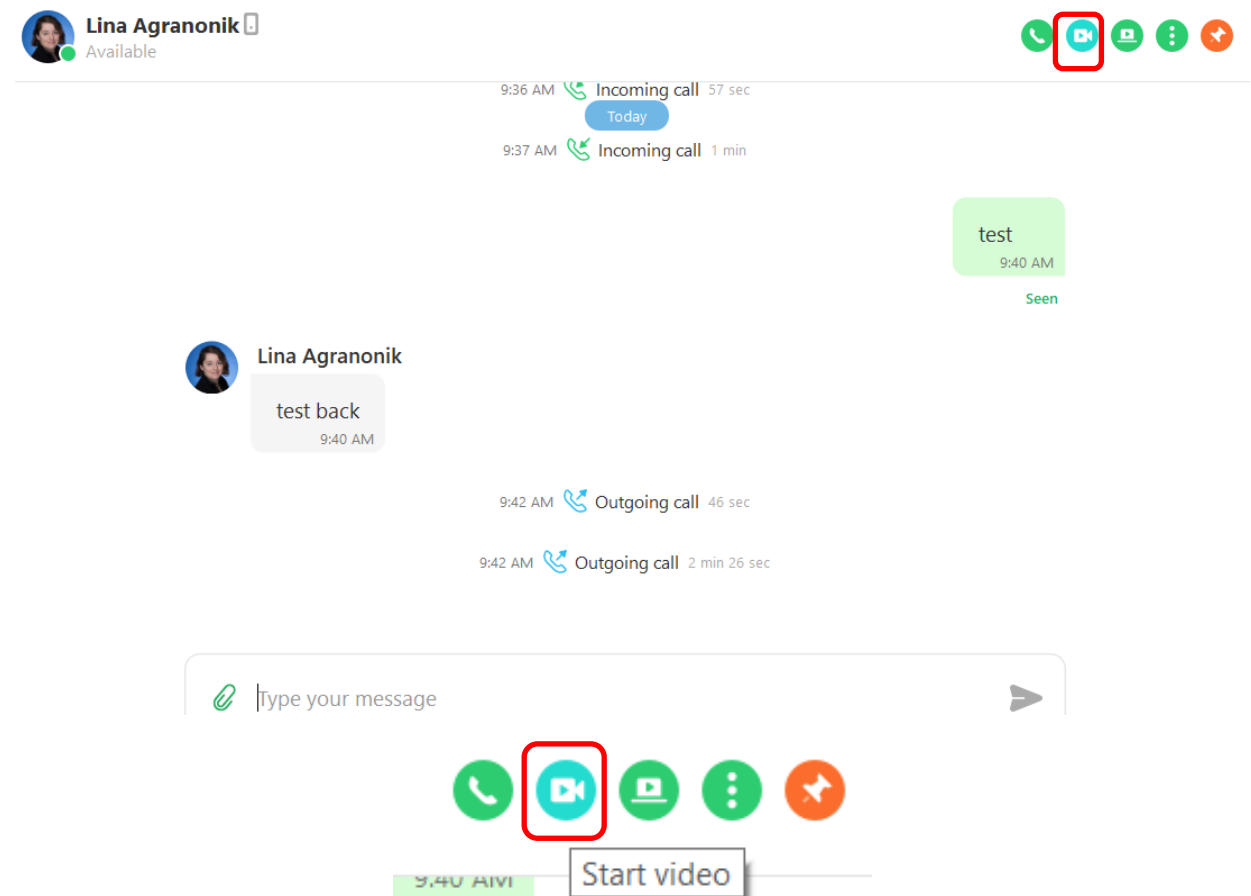 Lina Agranonik
Available
9:36 AM Incoming call 57 sec
Today
9:37 AM Incoming call 1 min
test
9:40 AM
Seen
Lina Agranonik
test back
9:40 AM
9:42 AM Outgoing call 46 sec
9:42 AM Outgoing call 2 min 26 sec
Type your message
Start video
9:40 AM